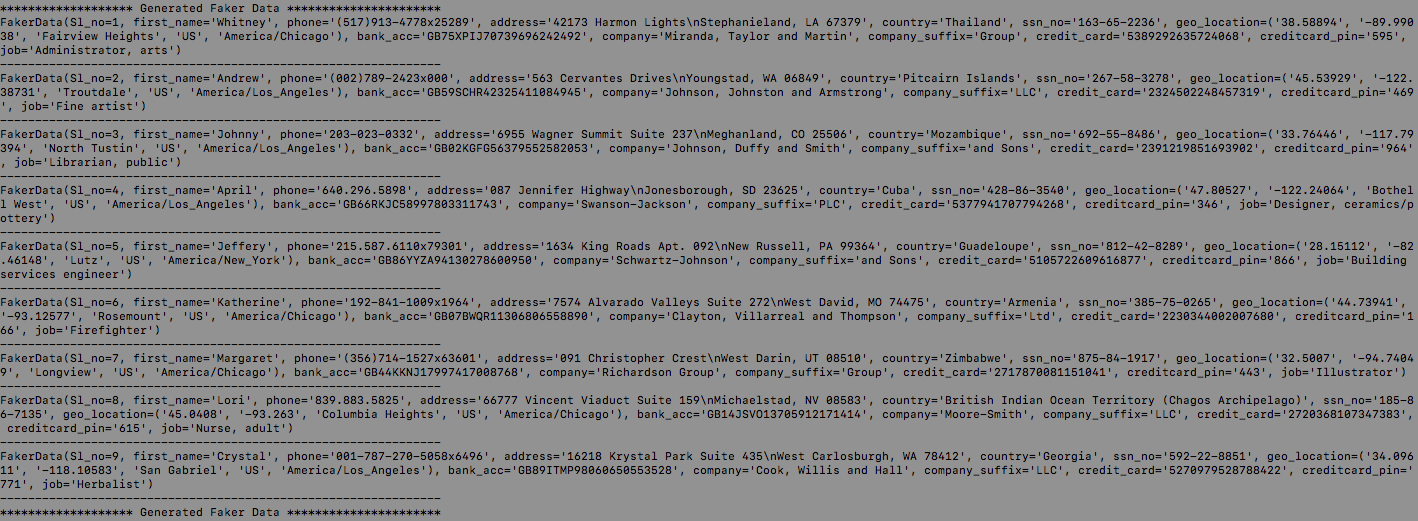 ******************* Generated Faker Data **********************
FakerData(Sl_no=1, first_name='Whitney', phone='(517)913-4778x25289', address='42173 Harmon Lights\nStephanieland, LA 67379', country='Thailand', ssn_no='163-65-2236', geo_location=('38.58894', '-89.990
38', 'Fairview Heights', 'US', 'America/Chicago'), bank_acc='GB75XPIJ70739696242492', company='Miranda, Taylor and Martin', company_suffix='Group', credit_card='5389292635724068', creditcard_pin='595',
job='Administrator, arts')
---------------------------------------------------------------
FakerData(Sl_no=2, first_name='Andrew', phone='(002)789-2423x000', address='563 Cervantes Drives\nYoungstad, WA 06849', country='Pitcairn Islands', ssn_no='267-58-3278', geo_location=('45.53929', '-122.
38731', 'Troutdale', 'US', 'America/Los_Angeles'), bank_acc='GB59SCHR42325411084945', company='Johnson, Johnston and Armstrong', company_suffix='LLC', credit_card='2324502248457319', creditcard_pin='469
', job='Fine artist')
---------------------------------------------------------------
FakerData(Sl_no=3, first_name='Johnny', phone='203-023-0332', address='6955 Wagner Summit Suite 237\nMeghanland, CO 25506', country='Mozambique', ssn_no='692-55-8486', geo_location=('33.76446', '-117.79
394', 'North Tustin', 'US', 'America/Los_Angeles'), bank_acc='GB02KGFG56379552582053', company='Johnson, Duffy and Smith', company_suffix='and Sons', credit_card='2391219851693902', creditcard_pin='964'
, job='Librarian, public')
---------------------------------------------------------------
FakerData(Sl_no=4, first_name='April', phone='640.296.5898', address='087 Jennifer Highway\nJonesborough, SD 23625', country='Cuba', ssn_no='428-86-3540', geo_location=('47.80527', '-122.24064', 'Bothel
l West', 'US', 'America/Los_Angeles'), bank_acc='GB66RKJC58997803311743', company='Swanson-Jackson', company_suffix='PLC', credit_card='5377941707794268', creditcard_pin='346', job='Designer, ceramics/p
ottery')
---------------------------------------------------------------
FakerData(Sl_no=5, first_name='Jeffery', phone='215.587.6110x79301', address='1634 King Roads Apt. 092\nNew Russell, PA 99364', country='Guadeloupe', ssn_no='812-42-8289', geo_location=('28.15112', '-82
.46148', 'Lutz', 'US', 'America/New_York'), bank_acc='GB86YYZA94130278600950', company='Schwartz-Johnson', company_suffix='and Sons', credit_card='5105722609616877', creditcard_pin='866', job='Building
services engineer')
---------------------------------------------------------------
FakerData(Sl_no=6, first_name='Katherine', phone='192-841-1009x1964', address='7574 Alvarado Valleys Suite 272\nWest David, MO 74475', country='Armenia', ssn_no='385-75-0265', geo_location=('44.73941',
'-93.12577', 'Rosemount', 'US', 'America/Chicago'), bank_acc='GB07BWQR11306806558890', company='Clayton, Villarreal and Thompson', company_suffix='Ltd', credit_card='2230344002007680', creditcard_pin='1
66', job='Firefighter')
---------------------------------------------------------------
FakerData(Sl_no=7, first_name='Margaret', phone='(356)714-1527x63601', address='091 Christopher Crest\nWest Darin, UT 08510', country='Zimbabwe', ssn_no='875-84-1917', geo_location=('32.5007', '-94.7404
9', 'Longview', 'US', 'America/Chicago'), bank_acc='GB44KKNJ17997417008768', company='Richardson Group', company_suffix='Group', credit_card='2717870081151041', creditcard_pin='443', job='Illustrator')
---------------------------------------------------------------
FakerData(Sl_no=8, first_name='Lori', phone='839.883.5825', address='66777 Vincent Viaduct Suite 159\nMichaelstad, NV 08583', country='British Indian Ocean Territory (Chagos Archipelago)', ssn_no='185-8
6-7135', geo_location=('45.0408', '-93.263', 'Columbia Heights', 'US', 'America/Chicago'), bank_acc='GB14JSVO13705912171414', company='Moore-Smith', company_suffix='LLC', credit_card='2720368107347383',
creditcard_pin='615', job='Nurse, adult')
---------------------------------------------------------------
FakerData(Sl_no=9, first_name='Crystal', phone='001-787-270-5058x6496', address='16218 Krystal Park Suite 435\nWest Carlosburgh, WA 78412', country='Georgia', ssn_no='592-22-8851', geo_location=('34.096
11', '-118.10583', 'San Gabriel', 'US', 'America/Los_Angeles'), bank_acc='GB89ITMP98060650553528', company='Cook, Willis and Hall', company_suffix='LLC', credit_card='5270979528788422', creditcard_pin='
771', job='Herbalist')
---------------------------------------------------------------
******************* Generated Faker Data **********************